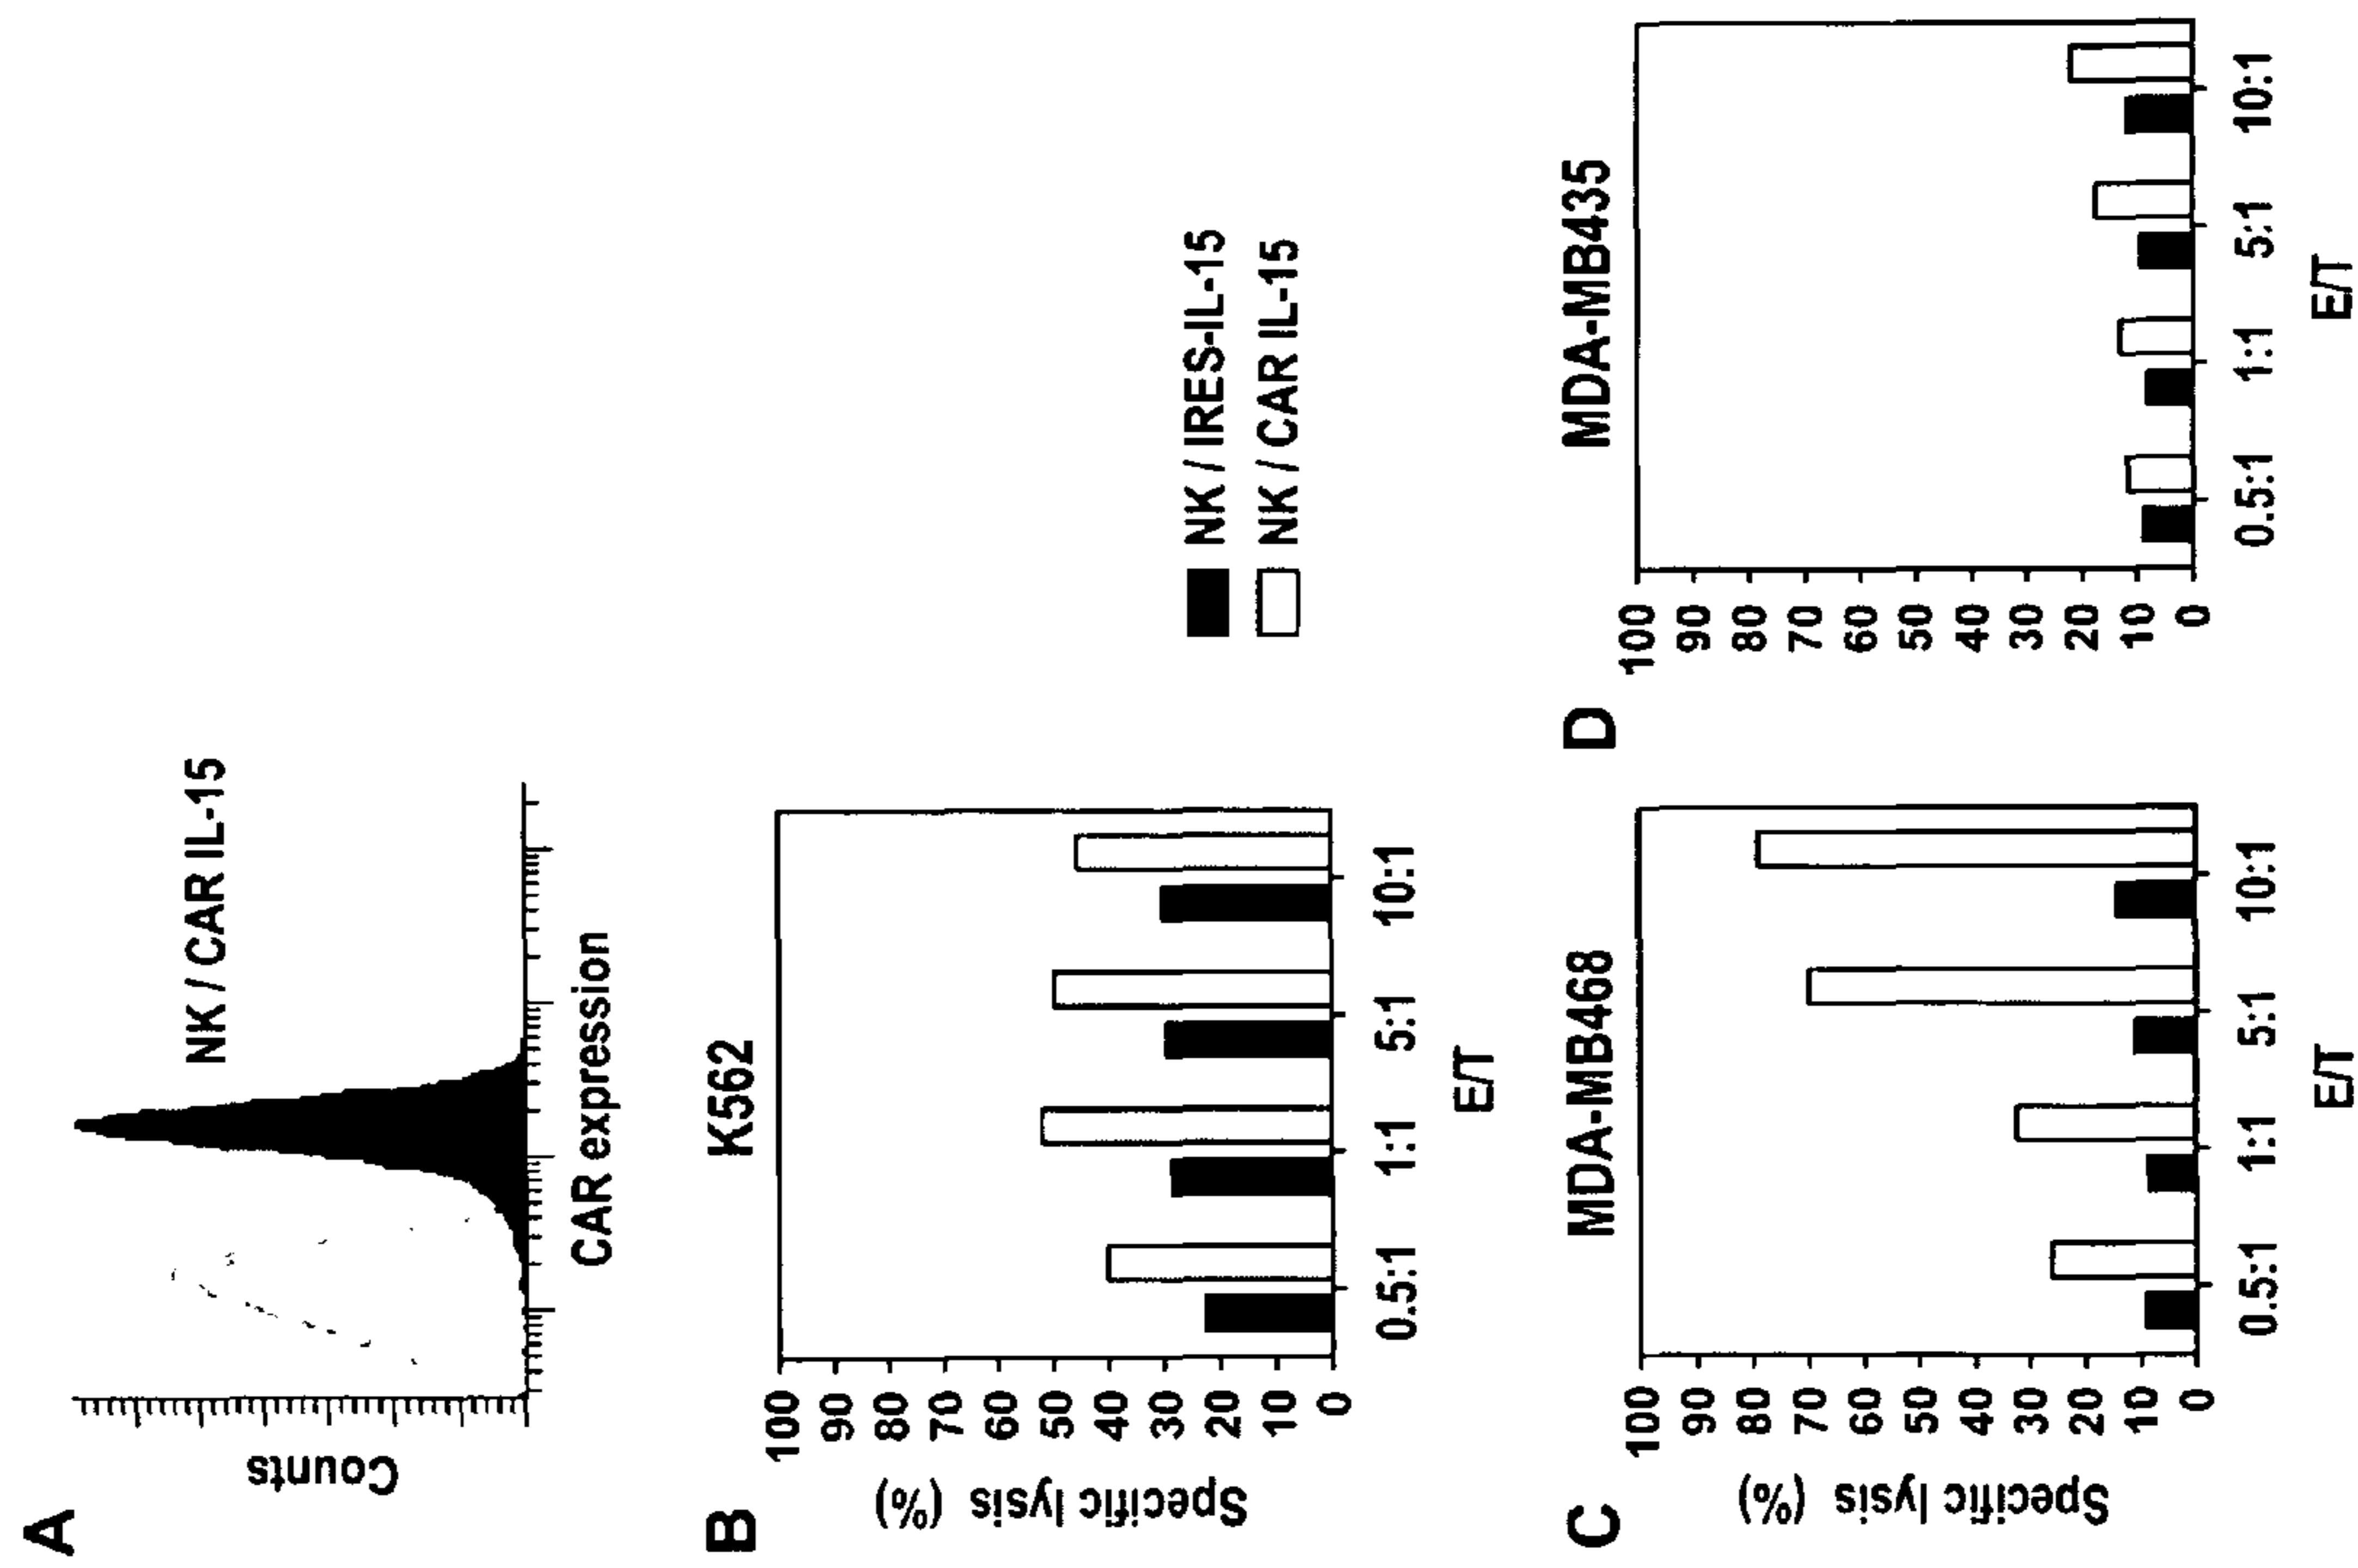 A
NK / CAR IL-15
Counts
CAR expression
B
K562
Specific lysis (%)
100
90
80
70
60
50
40
30
20
10
0
0.5:1 1:1 5:1 10:1
E/T
NK / IRES-IL-15
NK / CAR IL-15
C
MDA-MB468
Specific lysis (%)
100
90
80
70
60
50
40
30
20
10
0
0.5:1 1:1 5:1 10:1
E/T
D
MDA-MB435
100
90
80
70
60
50
40
30
20
10
0
0.5:1 1:1 5:1 10:1
E/T